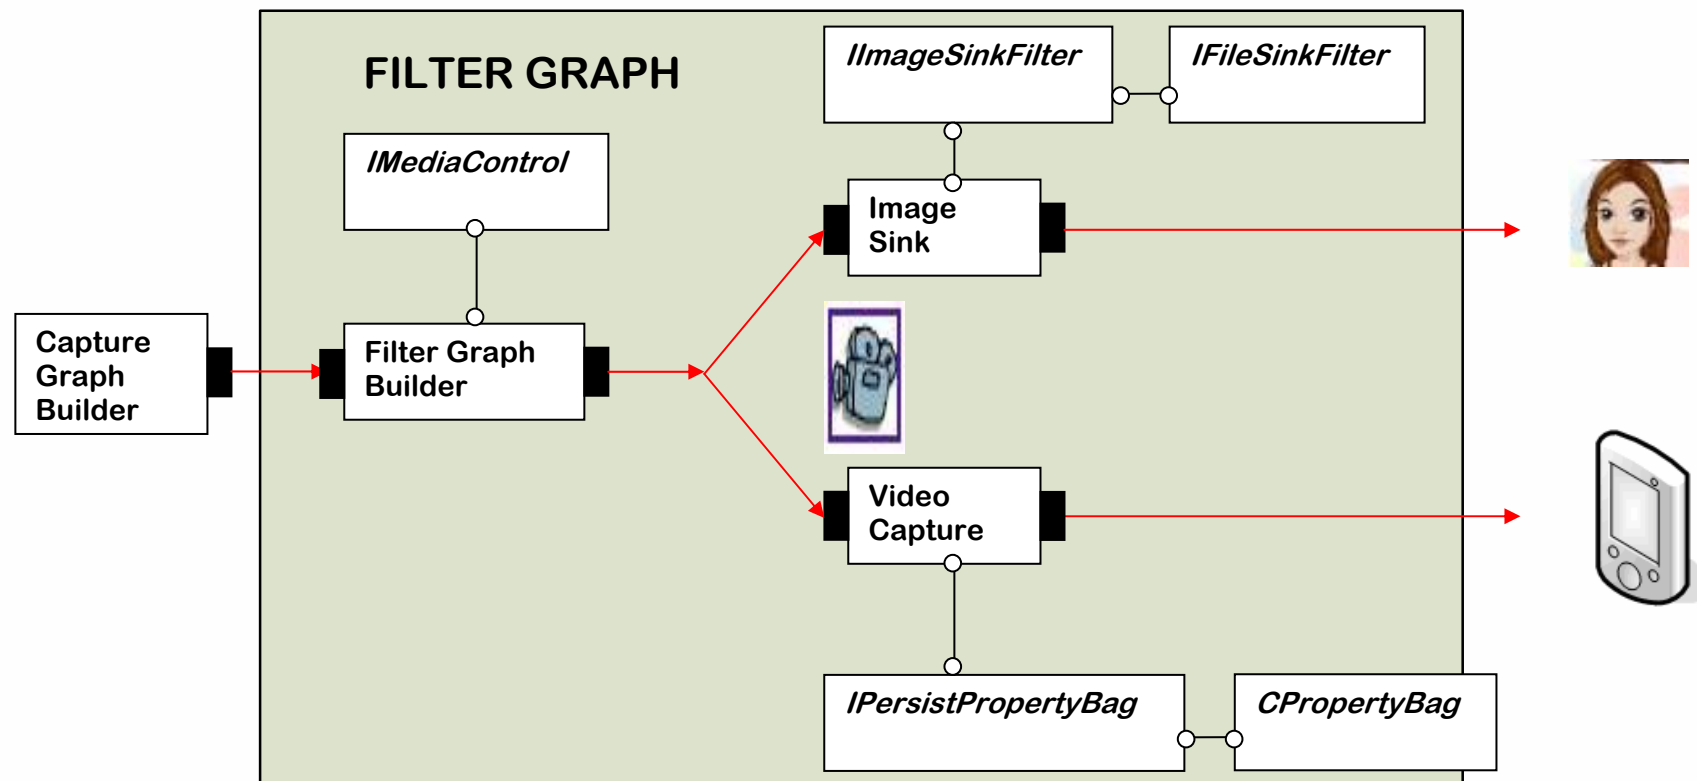 FILTER GRAPH
IImageSinkFilter
IFileSinkFilter
IMediaControl
Image
Sink
Capture
Graph
Builder
Filter Graph
Builder
Video
Capture
IPersistPropertyBag
CPropertyBag